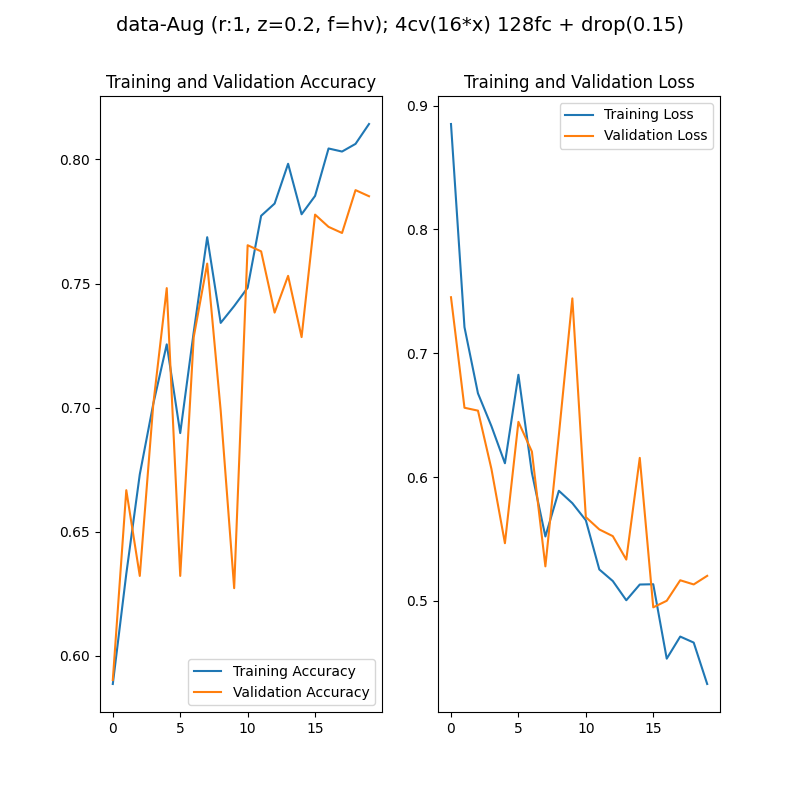 data-Aug (r:1, z=0.2, f=hv); 4cv(16*x) 128fc + drop(0.15)
Training and Validation Accuracy
0.80
0.75
0.70
0.65
0.60
0
5
10
15
Training Accuracy
Validation Accuracy
Training and Validation Loss
0.9
0.8
0.7
0.6
0.5
0
5
10
15
Training Loss
Validation Loss